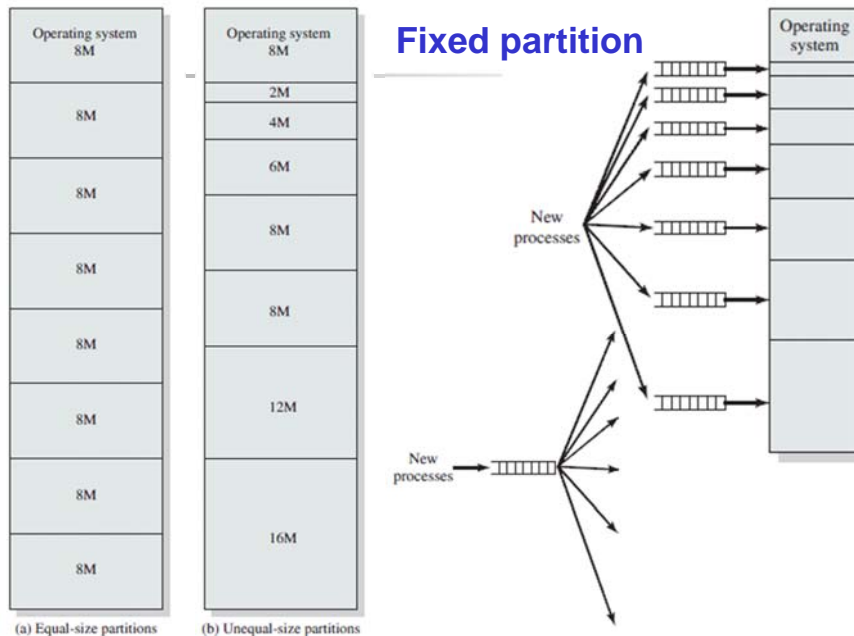 Fixed partition
Operating system
8M
8M
8M
8M
8M
8M
8M
8M
(a) Equal-size partitions
Operating system
8M
2M
4M
6M
8M
8M
12M
16M
(b) Unequal-size partitions
New
processes
Operating
system
New
processes